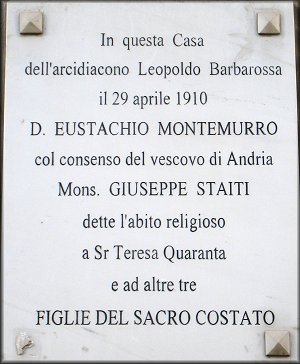 In questa Casa
dell'arcidiacono Leopoldo Barbarossa
il 29 aprile 1910
D. EUSTACHIO MONTEMURRO
col consenso del vescovo di Andria
Mons. GIUSEPPE STAITI
dette l'abito religioso
a Sr Teresa Quaranta
e ad altre tre
FIGLIE DEL SACRO COSTATO